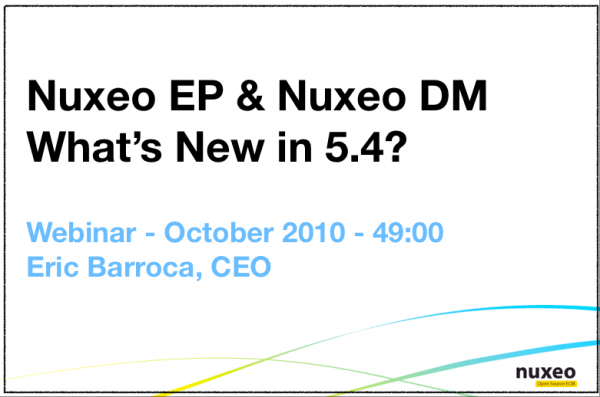 Nuxeo EP & Nuxeo DM
What’s New in 5.4?
Webinar - October 2010 - 49:00
Eric Barroca, CEO
nuxeo
Open Source ECM